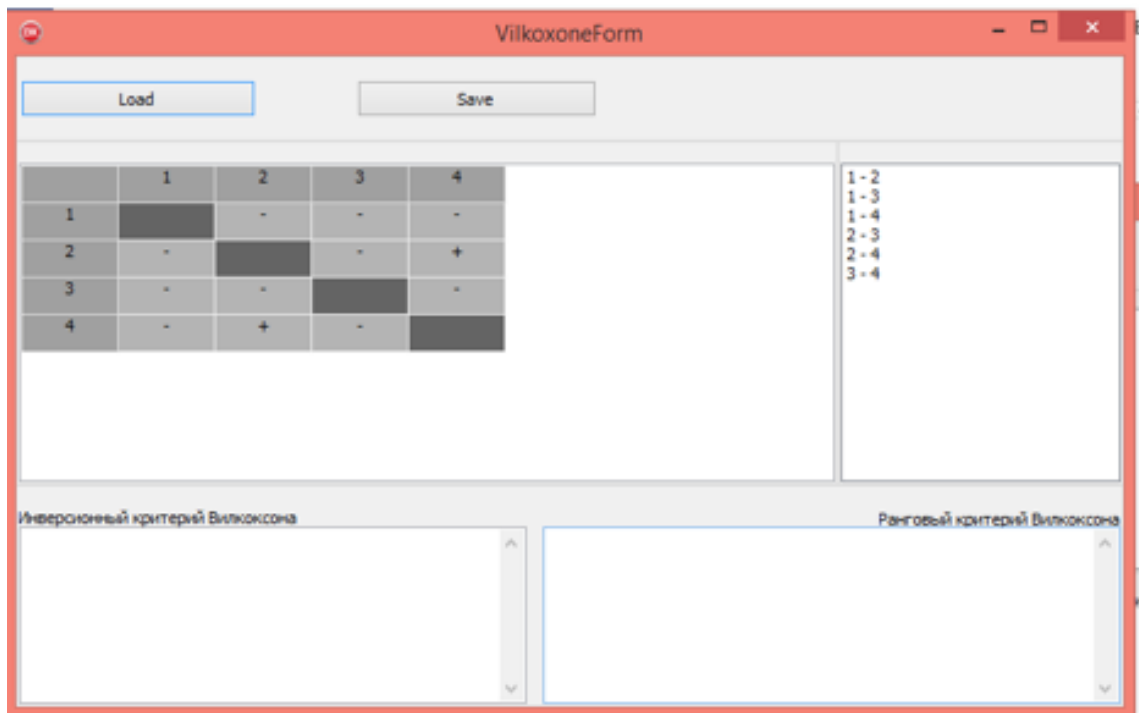 VilkoxoneForm
Load Save
1 2 3 4
1 - - -
2 - - +
3 - - -
4 - + -
1 - 2
1 - 3
1 - 4
2 - 3
2 - 4
3 - 4
Инверсионный критерий Вилкоксона
Ранговый критерий Вилкоксона